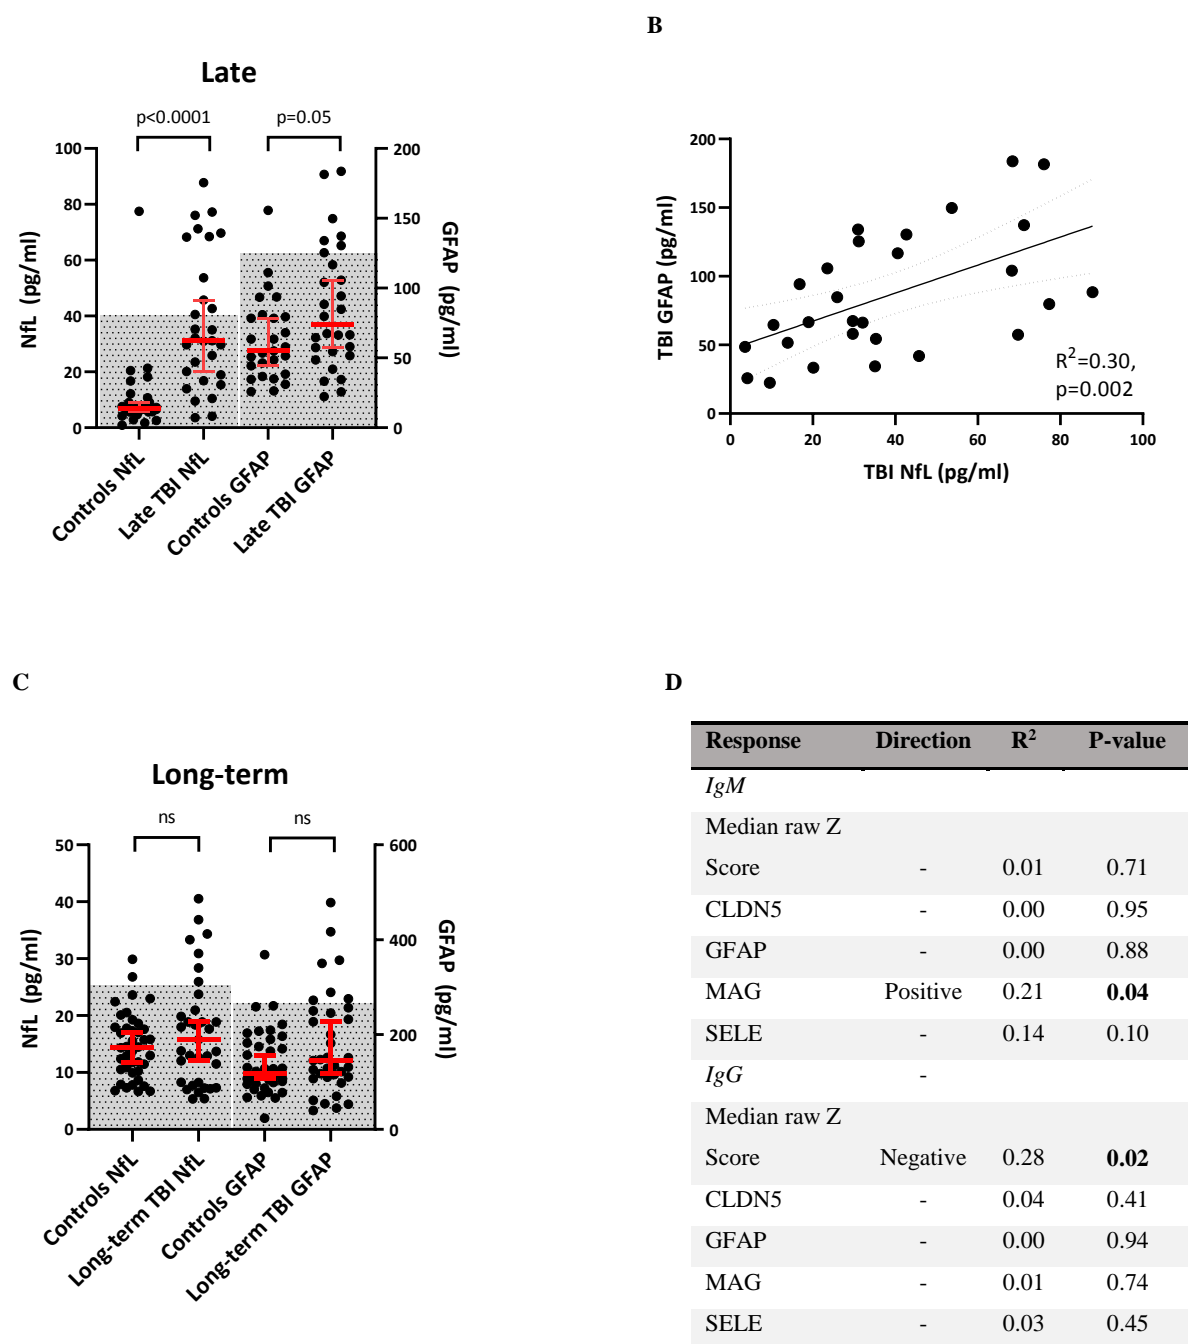 B
Late
p<0.0001
p=0.05
100
80
60
40
20
0
NfL (pg/ml)
200
150
100
50
0
GFAP (pg/ml)
Controls NfL
Late TBI NfL
Controls GFAP
Late TBI GFAP
200
150
100
50
0
TBI GFAP (pg/ml)
R²=0.30,
p=0.002
0 20 40 60 80 100
TBI NfL (pg/ml)
C
Long-term
ns
ns
50
40
30
20
10
0
NfL (pg/ml)
600
400
200
0
GFAP (pg/ml)
Controls NfL
Long-term TBI NfL
Controls GFAP
Long-term TBI GFAP
D
Response Direction R² P-value
IgM
Median raw Z
Score - 0.01 0.71
CLDN5 - 0.00 0.95
GFAP - 0.00 0.88
MAG Positive 0.21 0.04
SELE - 0.14 0.10
IgG -
Median raw Z
Score Negative 0.28 0.02
CLDN5 - 0.04 0.41
GFAP - 0.00 0.94
MAG - 0.01 0.74
SELE - 0.03 0.45